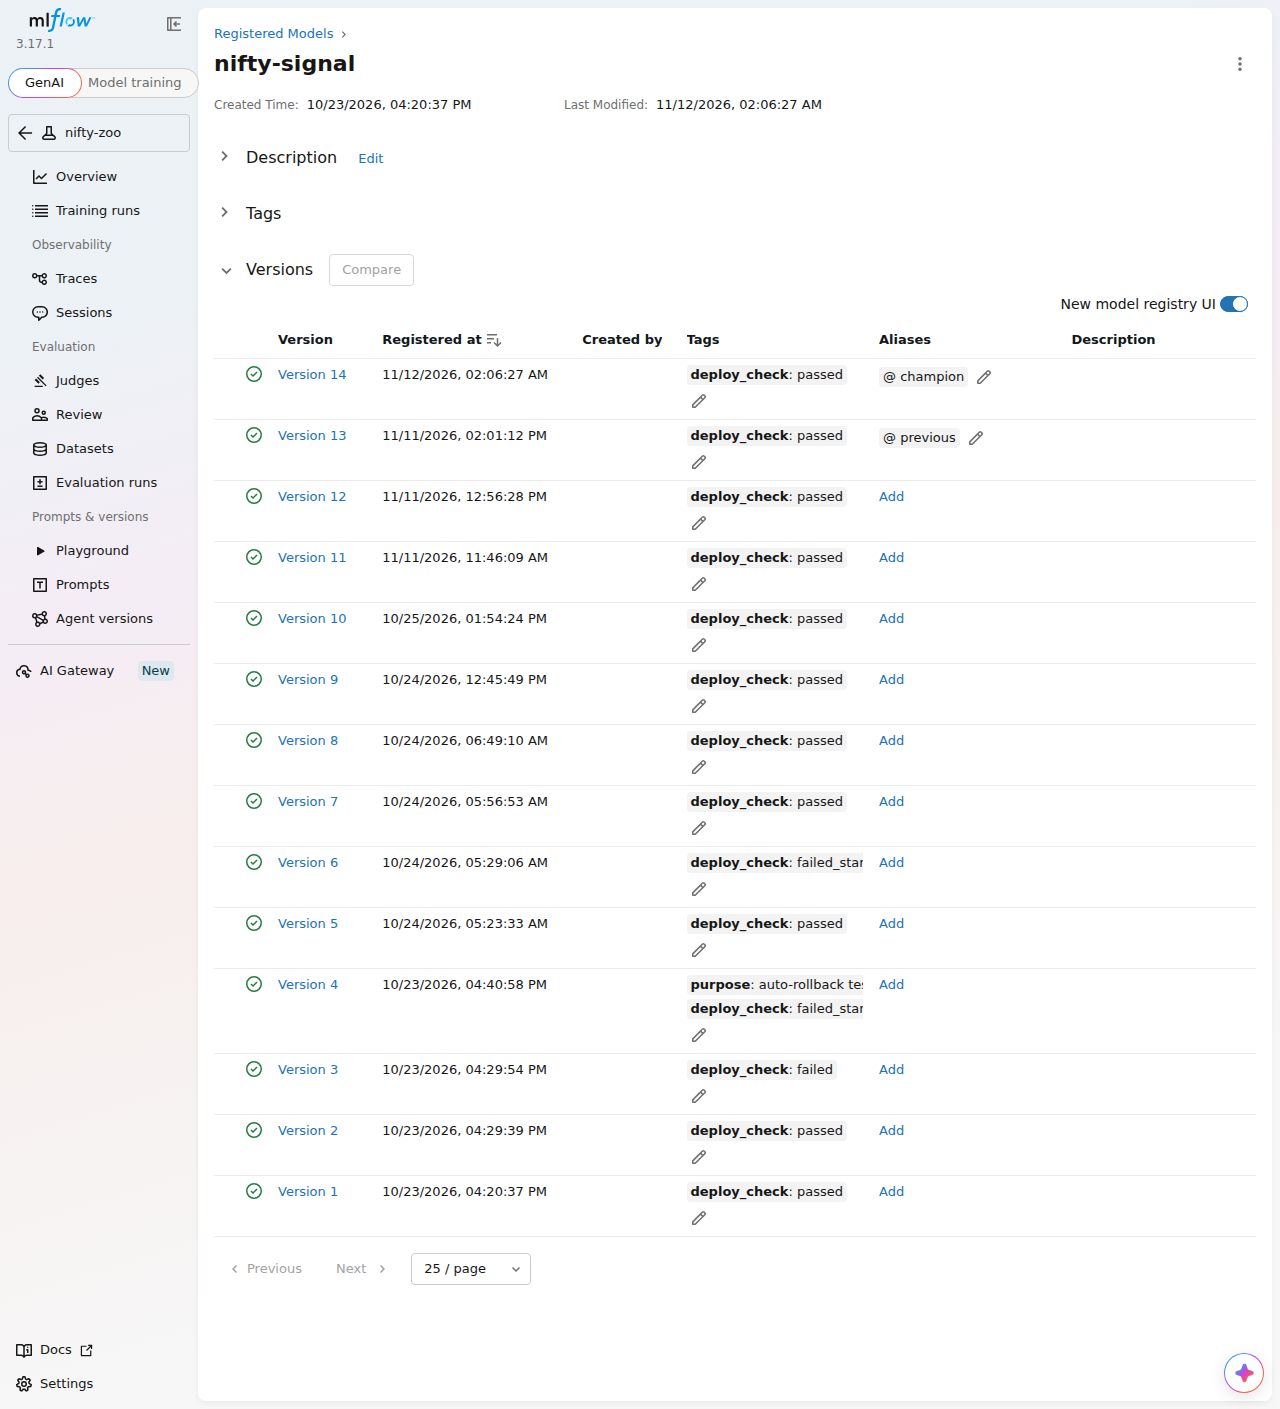 mlflow
3.17.1
GenAI Model training
nifty-zoo
Overview
Training runs
Observability
Traces
Sessions
Evaluation
Judges
Review
Datasets
Evaluation runs
Prompts & versions
Playground
Prompts
Agent versions
AI Gateway New
Docs
Settings
Registered Models
nifty-signal
Created Time: 10/23/2026, 04:20:37 PM Last Modified: 11/12/2026, 02:06:27 AM
Description Edit
Tags
Versions Compare
New model registry UI
Version Registered at Created by Tags Aliases Description
Version 14 11/12/2026, 02:06:27 AM deploy_check: passed @ champion
Version 13 11/11/2026, 02:01:12 PM deploy_check: passed @ previous
Version 12 11/11/2026, 12:56:28 PM deploy_check: passed Add
Version 11 11/11/2026, 11:46:09 AM deploy_check: passed Add
Version 10 10/25/2026, 01:54:24 PM deploy_check: passed Add
Version 9 10/24/2026, 12:45:49 PM deploy_check: passed Add
Version 8 10/24/2026, 06:49:10 AM deploy_check: passed Add
Version 7 10/24/2026, 05:56:53 AM deploy_check: passed Add
Version 6 10/24/2026, 05:29:06 AM deploy_check: failed_star Add
Version 5 10/24/2026, 05:23:33 AM deploy_check: passed Add
Version 4 10/23/2026, 04:40:58 PM purpose: auto-rollback tes Add
deploy_check: failed_star
Version 3 10/23/2026, 04:29:54 PM deploy_check: failed Add
Version 2 10/23/2026, 04:29:39 PM deploy_check: passed Add
Version 1 10/23/2026, 04:20:37 PM deploy_check: passed Add
Previous Next 25 / page